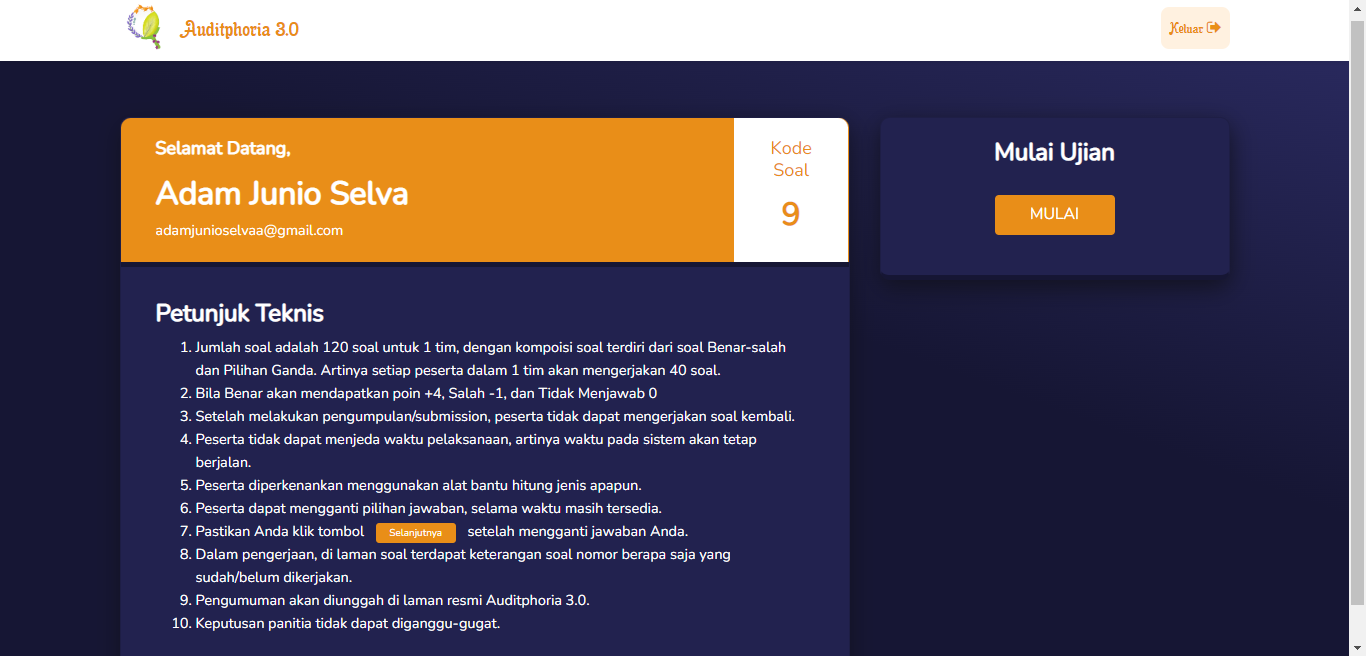 Auditphoria 3.0
Keluar
Selamat Datang,
Adam Junio Selva
adamjunioselvaa@gmail.com
Kode
Soal
9
Mulai Ujian
MULAI
Petunjuk Teknis
1. Jumlah soal adalah 120 soal untuk 1 tim, dengan kompoisi soal terdiri dari soal Benar-salah
dan Pilihan Ganda. Artinya setiap peserta dalam 1 tim akan mengerjakan 40 soal.
2. Bila Benar akan mendapatkan poin +4, Salah -1, dan Tidak Menjawab 0
3. Setelah melakukan pengumpulan/submission, peserta tidak dapat mengerjakan soal kembali.
4. Peserta tidak dapat menjeda waktu pelaksanaan, artinya waktu pada sistem akan tetap
berjalan.
5. Peserta diperkenankan menggunakan alat bantu hitung jenis apapun.
6. Peserta dapat mengganti pilihan jawaban, selama waktu masih tersedia.
7. Pastikan Anda klik tombol Selanjutnya setelah mengganti jawaban Anda.
8. Dalam pengerjaan, di laman soal terdapat keterangan soal nomor berapa saja yang
sudah/belum dikerjakan.
9. Pengumuman akan diunggah di laman resmi Auditphoria 3.0.
10. Keputusan panitia tidak dapat diganggu-gugat.